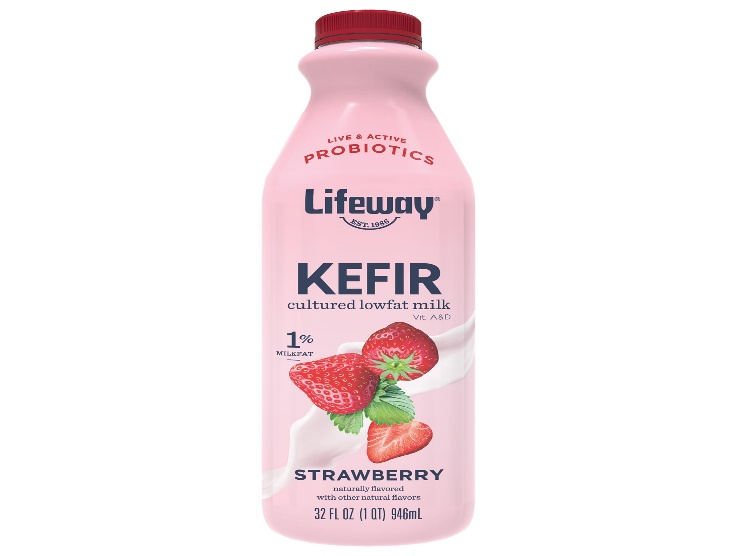 LIVE & ACTIVE
PROBIOTICS
Lifeway®
EST. 1986
KEFIR
cultured lowfat milk
Vit. A&D
1%
MILKFAT
STRAWBERRY
naturally flavored
with other natural flavors
32 FL OZ (1 QT) 946mL